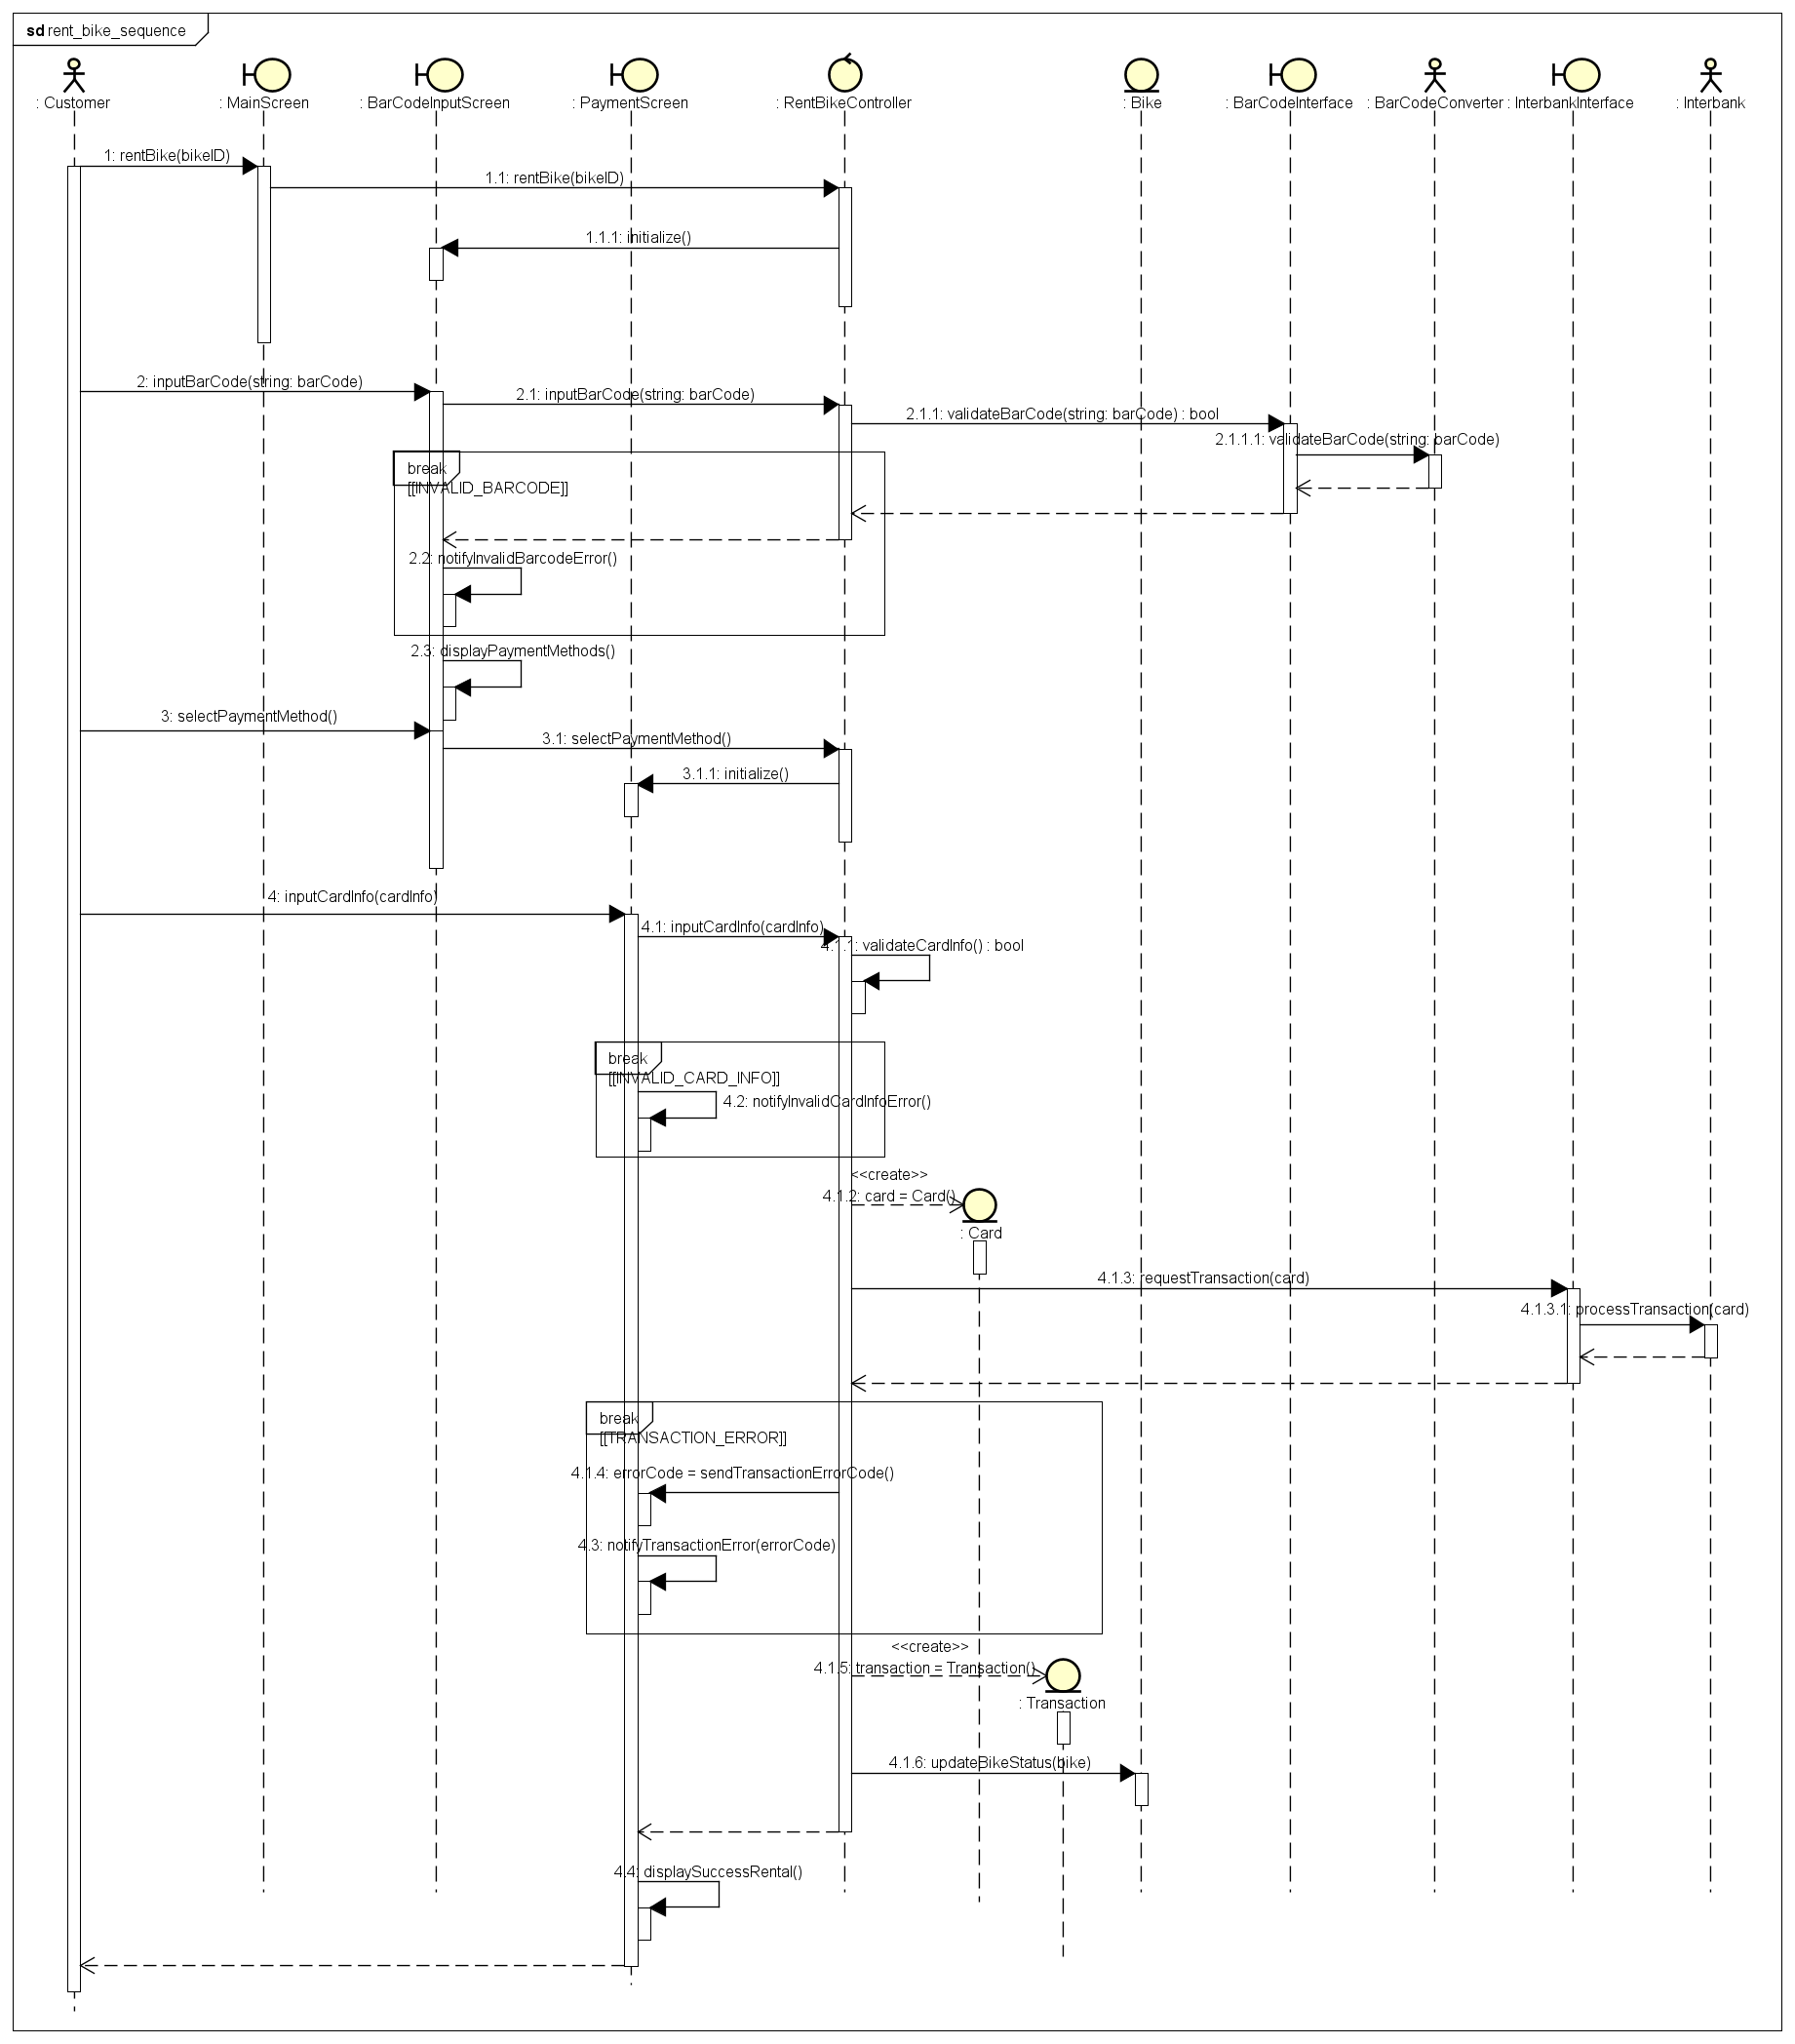 sd rent_bike_sequence
: Customer
: MainScreen
: BarCodeInputScreen
: PaymentScreen
: RentBikeController
: Bike
: BarCodeInterface
: BarCodeConverter
: InterbankInterface
: Interbank
1: rentBike(bikeID)
1.1: rentBike(bikeID)
1.1.1: initialize()
2: inputBarCode(string: barCode)
2.1: inputBarCode(string: barCode)
2.1.1: validateBarCode(string: barCode) : bool
2.1.1.1: validateBarCode(string: barCode)
break
[[INVALID_BARCODE]]
2.2: notifyInvalidBarcodeError()
2.3: displayPaymentMethods()
3: selectPaymentMethod()
3.1: selectPaymentMethod()
3.1.1: initialize()
4: inputCardInfo(cardInfo)
4.1: inputCardInfo(cardInfo)
4.1.1: validateCardInfo() : bool
break
[[INVALID_CARD_INFO]]
4.2: notifyInvalidCardInfoError()
<<create>>
4.1.2: card = Card()
: Card
4.1.3: requestTransaction(card)
4.1.3.1: processTransaction(card)
break
[[TRANSACTION_ERROR]]
4.1.4: errorCode = sendTransactionErrorCode()
4.3: notifyTransactionError(errorCode)
<<create>>
4.1.5: transaction = Transaction()
: Transaction
4.1.6: updateBikeStatus(bike)
4.4: displaySuccessRental()